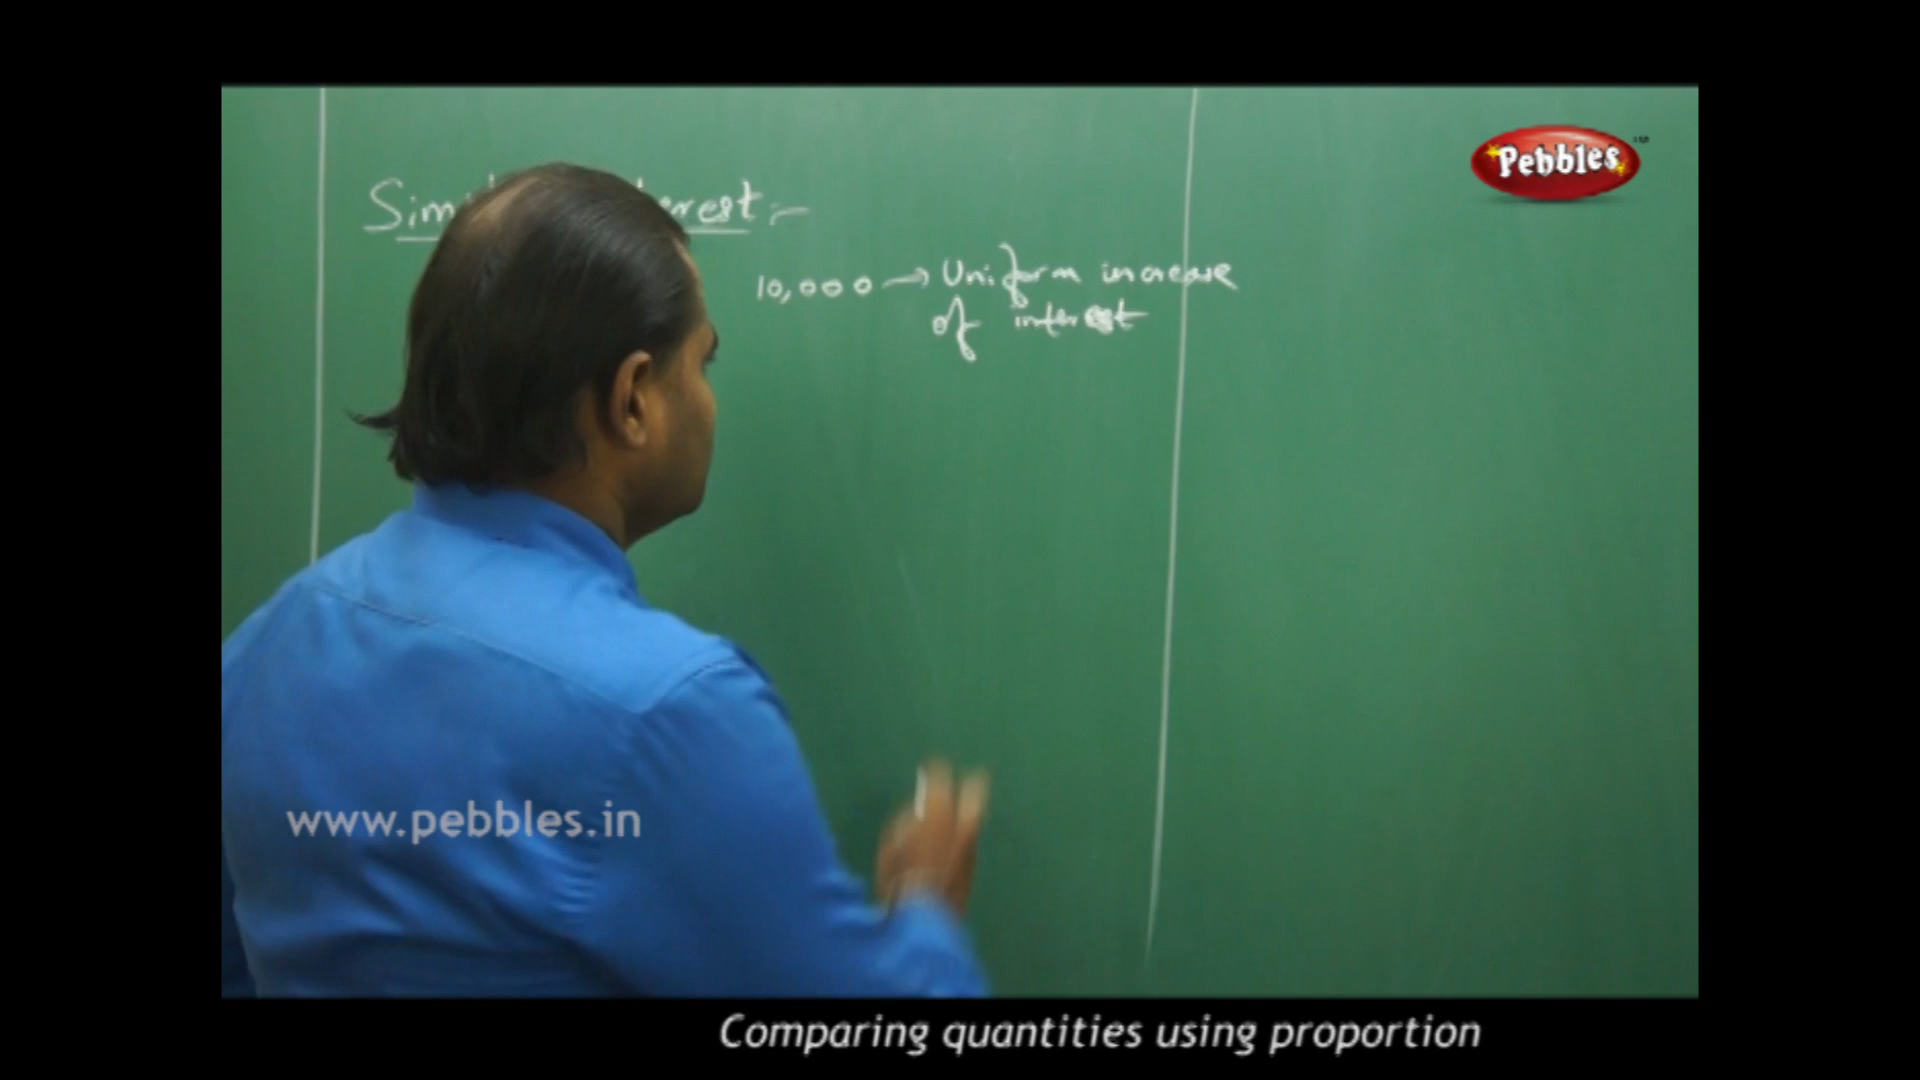 Pebbles
10,000 → Uniform increase
of interest
www.pebbles.in
Comparing quantities using proportion